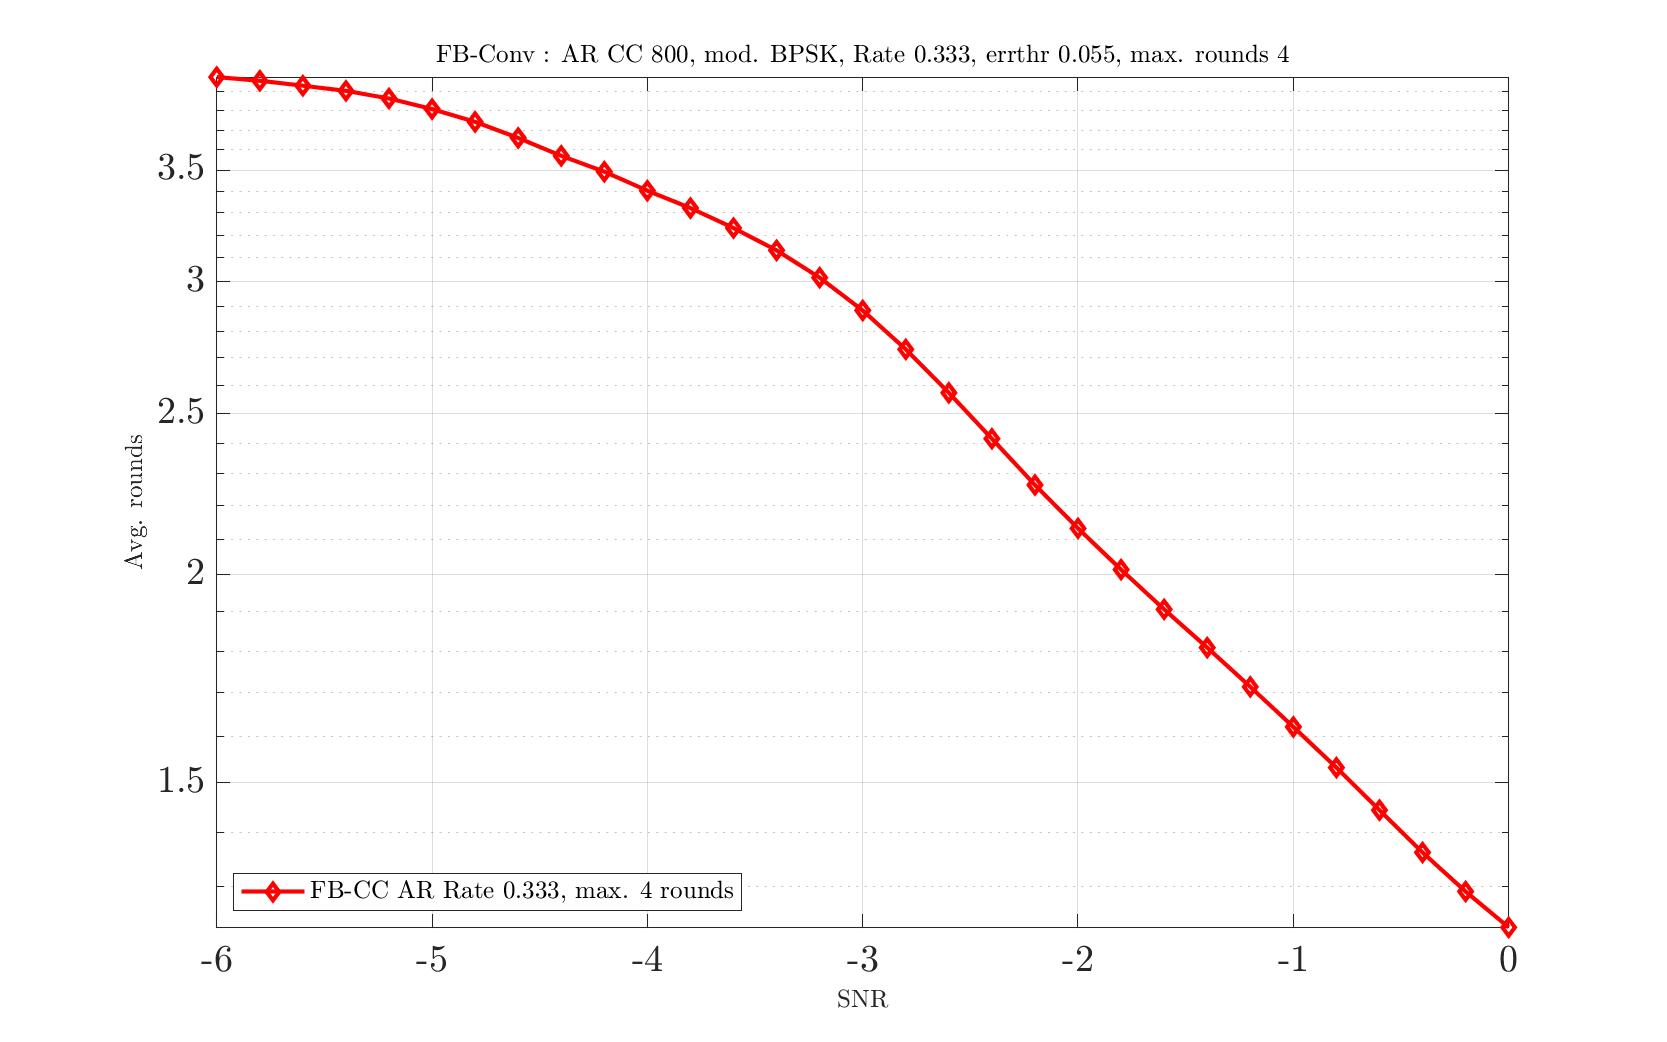 FB-Conv : AR CC 800, mod. BPSK, Rate 0.333, errthr 0.055, max. rounds 4
3.5
3
2.5
2
1.5
Avg. rounds
FB-CC AR Rate 0.333, max. 4 rounds
-6 -5 -4 -3 -2 -1 0
SNR